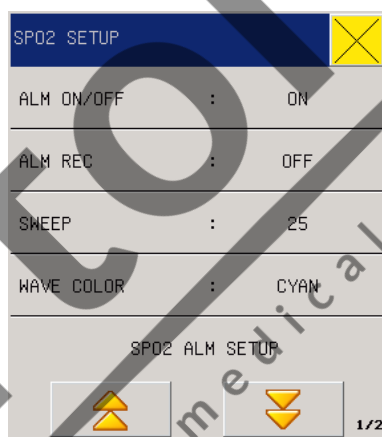 SPO2 SETUP
ALM ON/OFF : ON
ALM REC : OFF
SWEEP : 25
WAVE COLOR : CYAN
SPO2 ALM SETUP
1/2
medical